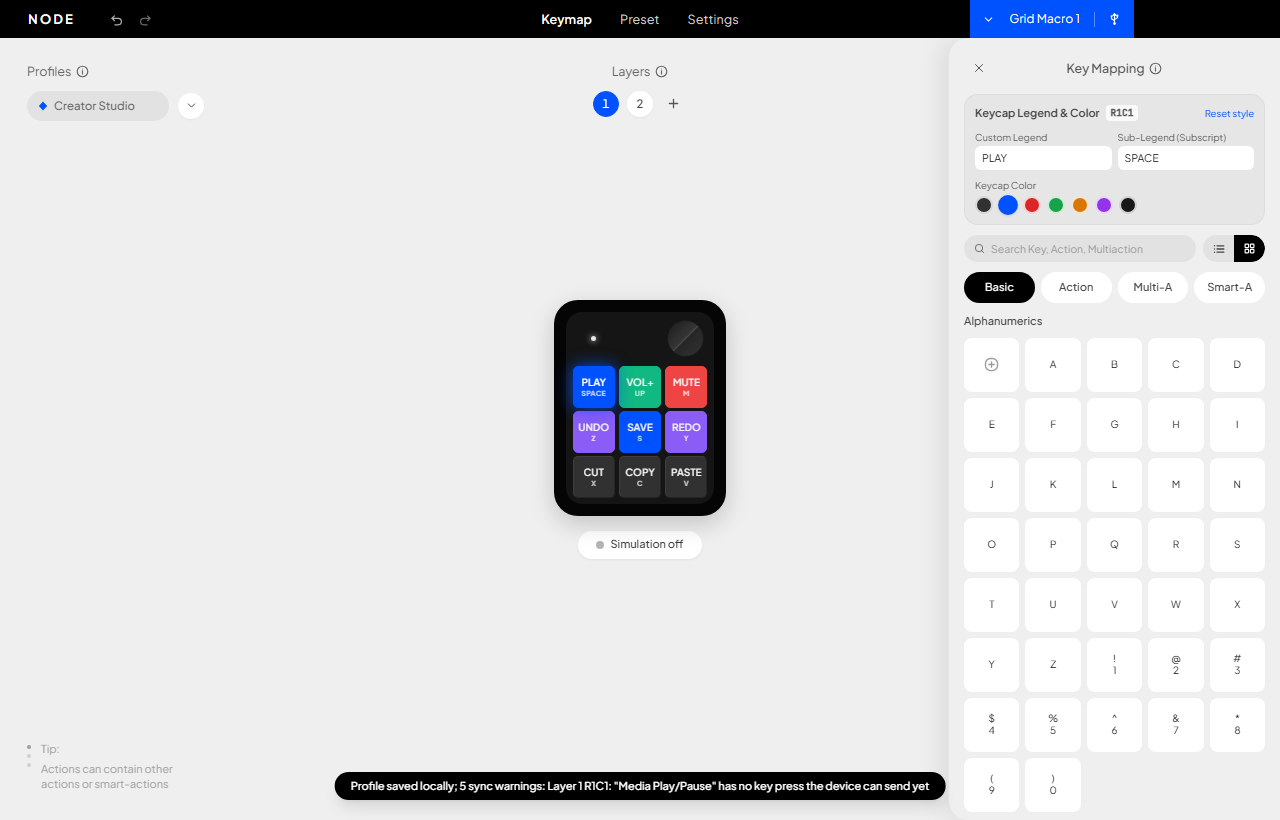 NODE
Keymap
Preset
Settings
Grid Macro 1
Profiles
Creator Studio
Layers
1
2
PLAY
SPACE
VOL+
UP
MUTE
M
UNDO
Z
SAVE
S
REDO
Y
CUT
X
COPY
C
PASTE
V
Simulation off
Tip:
Actions can contain other
actions or smart-actions
Profile saved locally; 5 sync warnings: Layer 1 R1C1: "Media Play/Pause" has no key press the device can send yet
Key Mapping
Keycap Legend & Color
R1C1
Reset style
Custom Legend
Sub-Legend (Subscript)
PLAY
SPACE
Keycap Color
Search Key, Action, Multiaction
Basic
Action
Multi-A
Smart-A
Alphanumerics
A
B
C
D
E
F
G
H
I
J
K
L
M
N
O
P
Q
R
S
T
U
V
W
X
Y
Z
!
1
@
2
#
3
$
4
%
5
^
6
&
7
*
8
(
9
)
0